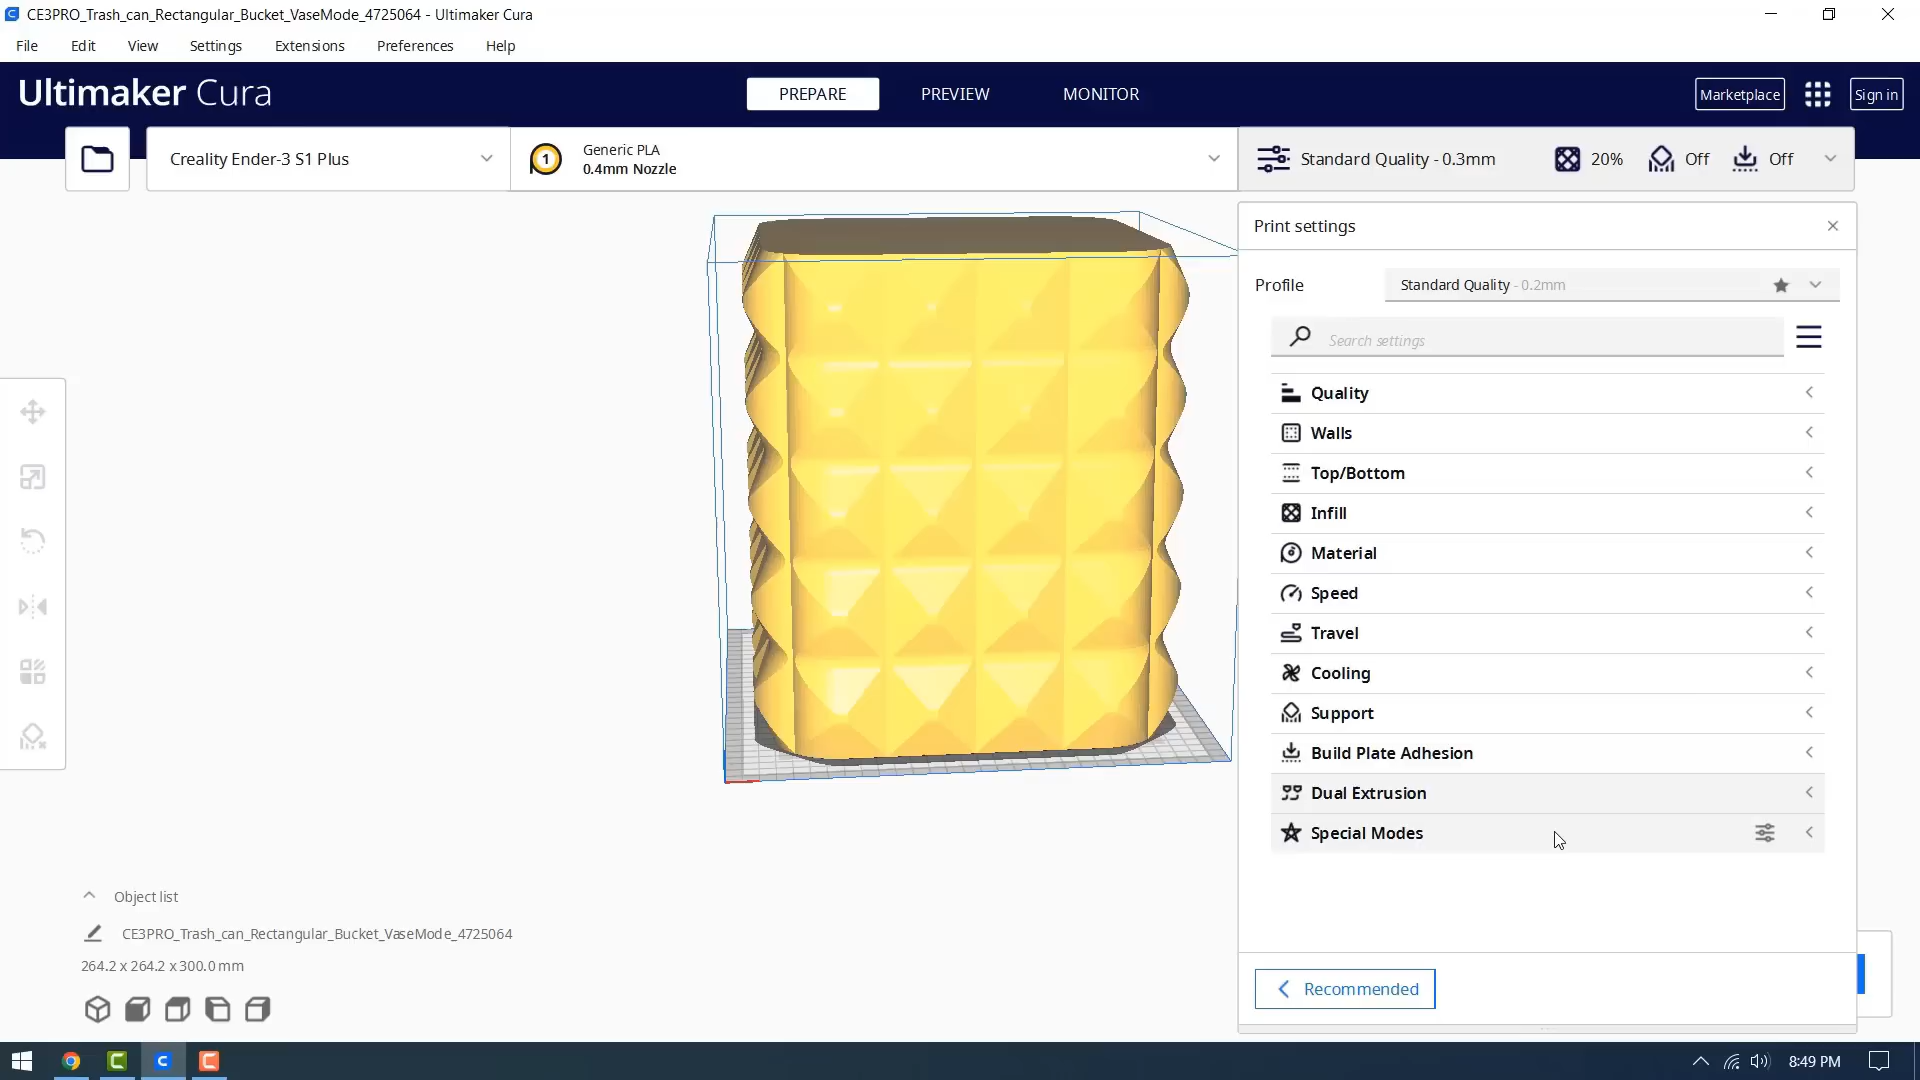 CE3PRO_Trash_can_Rectangular_Bucket_VaseMode_4725064 - Ultimaker Cura
File Edit View Settings Extensions Preferences Help
Ultimaker Cura
PREPARE PREVIEW MONITOR
Marketplace
Sign in
Creality Ender-3 S1 Plus
1
Generic PLA
0.4mm Nozzle
Standard Quality - 0.3mm 20% Off Off
Print settings
Profile Standard Quality - 0.2mm
Search settings
Quality
Walls
Top/Bottom
Infill
Material
Speed
Travel
Cooling
Support
Build Plate Adhesion
Dual Extrusion
Special Modes
Recommended
Object list
CE3PRO_Trash_can_Rectangular_Bucket_VaseMode_4725064
264.2 x 264.2 x 300.0 mm
8:49 PM